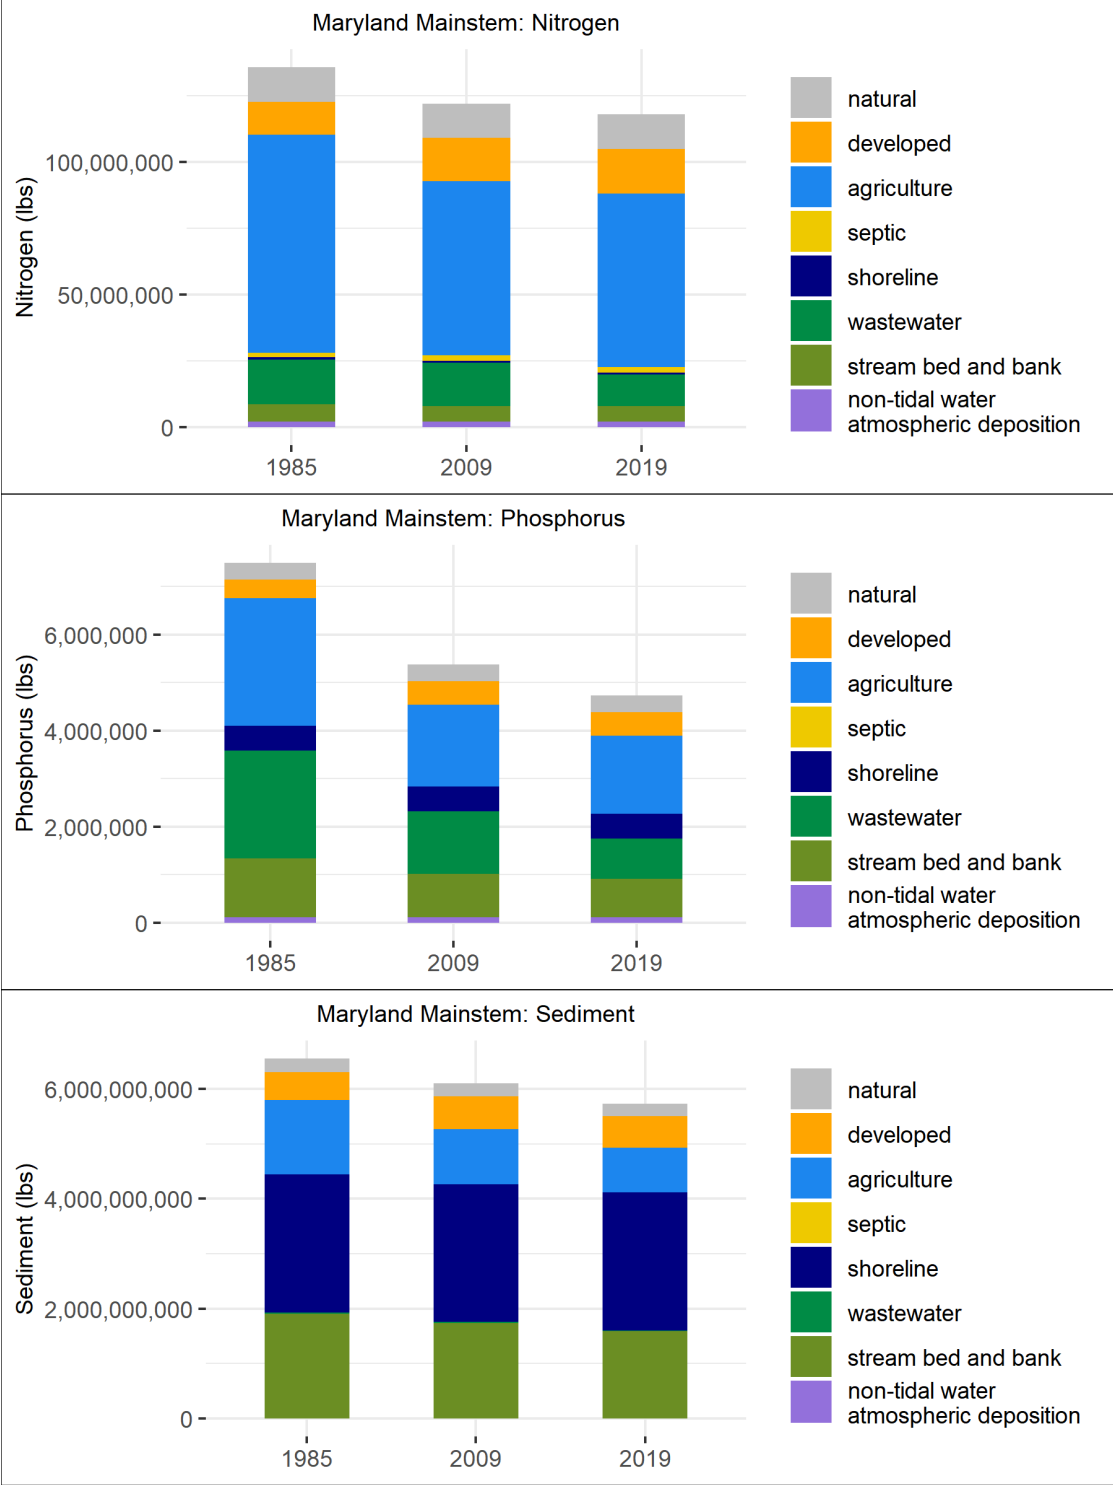 Maryland Mainstem: Nitrogen
Nitrogen (lbs)
100,000,000
50,000,000
0
1985
2009
2019
natural
developed
agriculture
septic
shoreline
wastewater
stream bed and bank
non-tidal water
atmospheric deposition
Maryland Mainstem: Phosphorus
Phosphorus (lbs)
6,000,000
4,000,000
2,000,000
0
1985
2009
2019
natural
developed
agriculture
septic
shoreline
wastewater
stream bed and bank
non-tidal water
atmospheric deposition
Maryland Mainstem: Sediment
Sediment (lbs)
6,000,000,000
4,000,000,000
2,000,000,000
0
1985
2009
2019
natural
developed
agriculture
septic
shoreline
wastewater
stream bed and bank
non-tidal water
atmospheric deposition